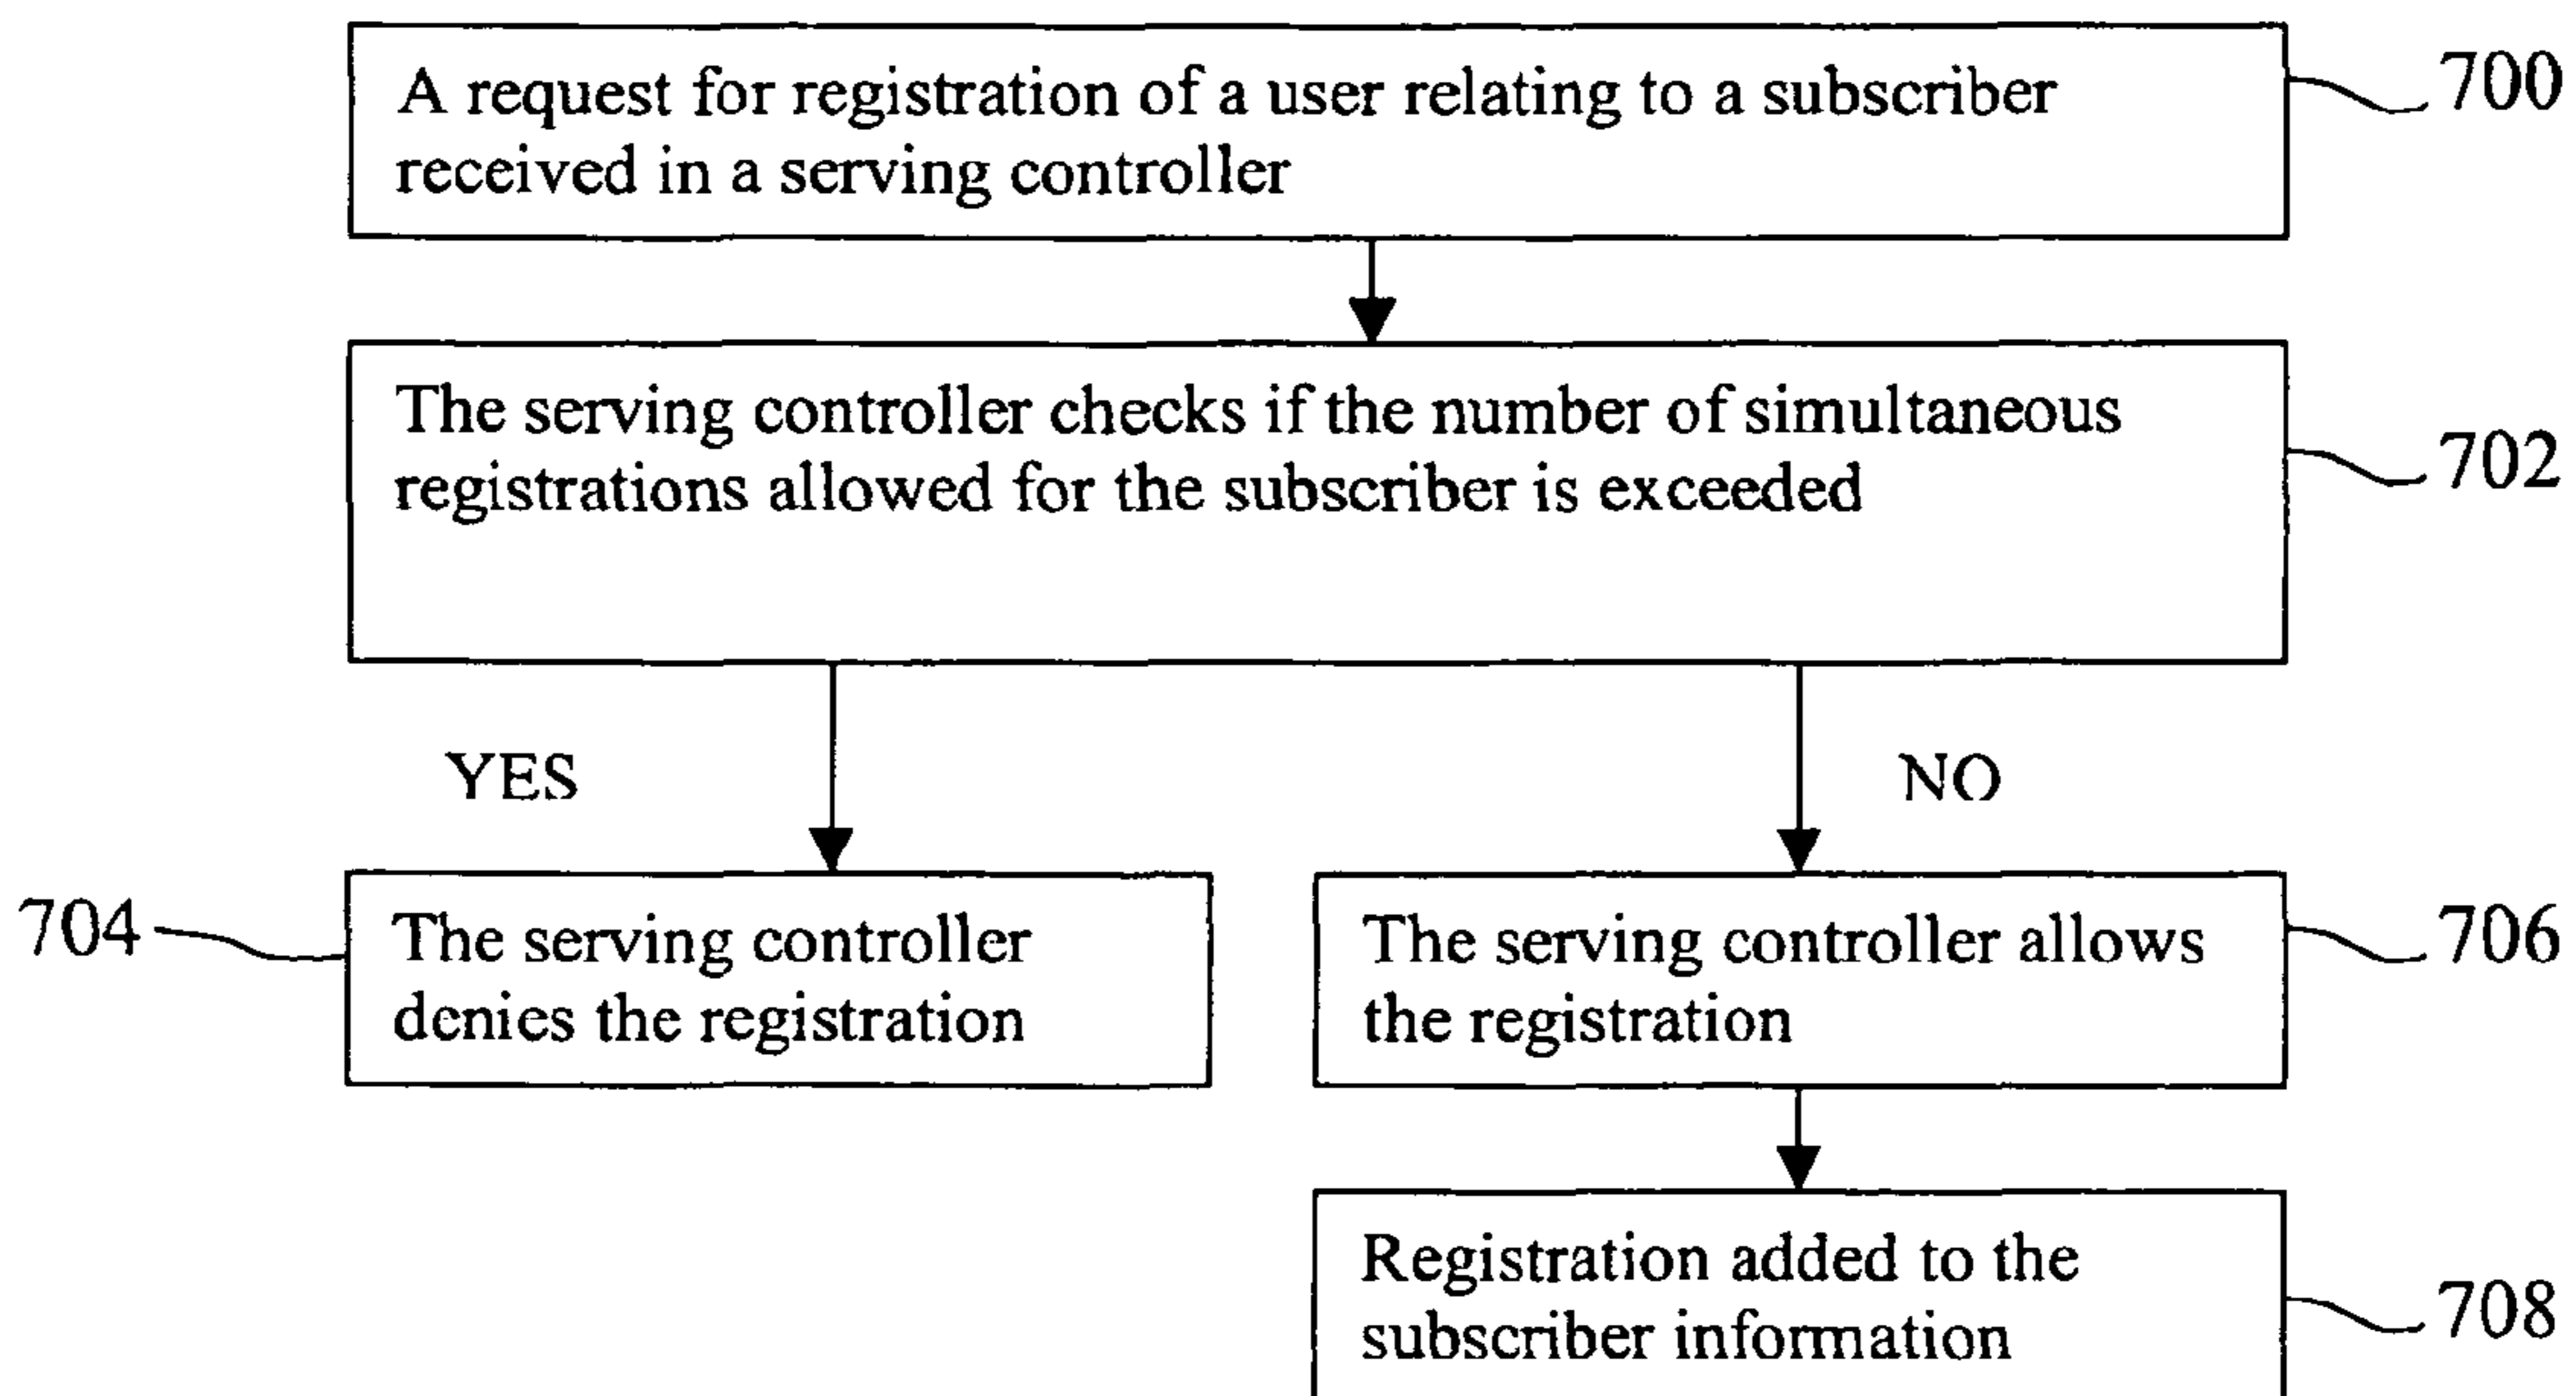 A request for registration of a user relating to a subscriber
received in a serving controller
700
The serving controller checks if the number of simultaneous
registrations allowed for the subscriber is exceeded
702
YES
NO
704
The serving controller
denies the registration
The serving controller allows
the registration
706
Registration added to the
subscriber information
708